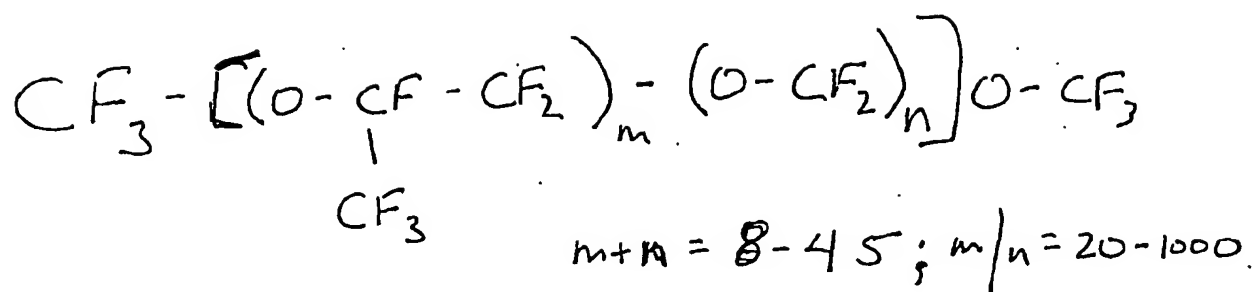 CF₃-[(O-CF-CF₂)ₘ-(O-CF₂)ₙ]O-CF₃
CF₃
m+n = 8-45; m/n = 20-1000.